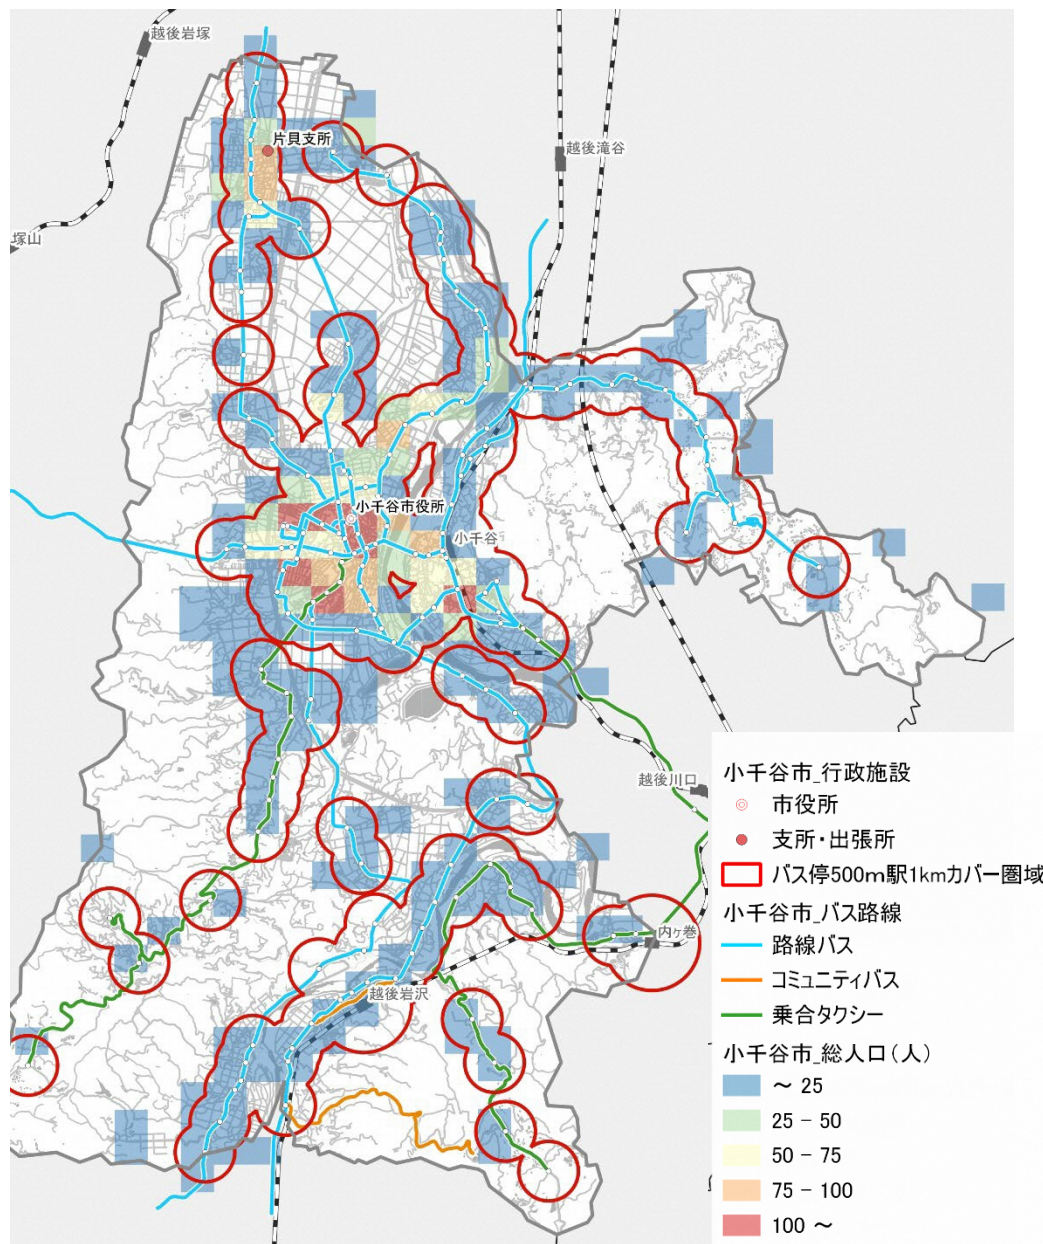 越後岩塚
片貝支所
越後滝谷
塚山
小千谷市役所
小千谷
越後川口
内ヶ巻
越後岩沢
小千谷市_行政施設
市役所
支所・出張所
バス停500m駅1kmカバー圏域
小千谷市_バス路線
路線バス
コミュニティバス
乗合タクシー
小千谷市_総人口（人）
～ 25
25 － 50
50 － 75
75 － 100
100 ～